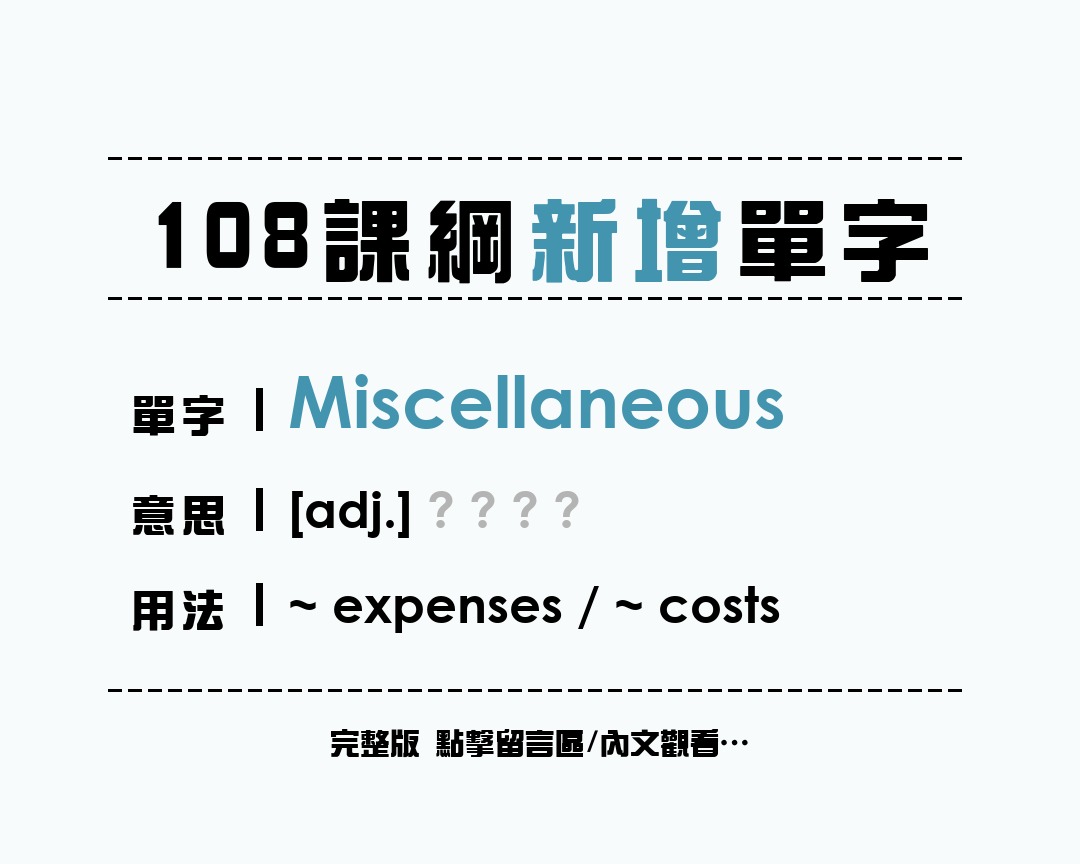 108課綱新增單字
單字 | Miscellaneous
意思 | [adj.] ? ? ? ?
用法 | ~ expenses / ~ costs
完整版 點擊留言區/內文觀看…